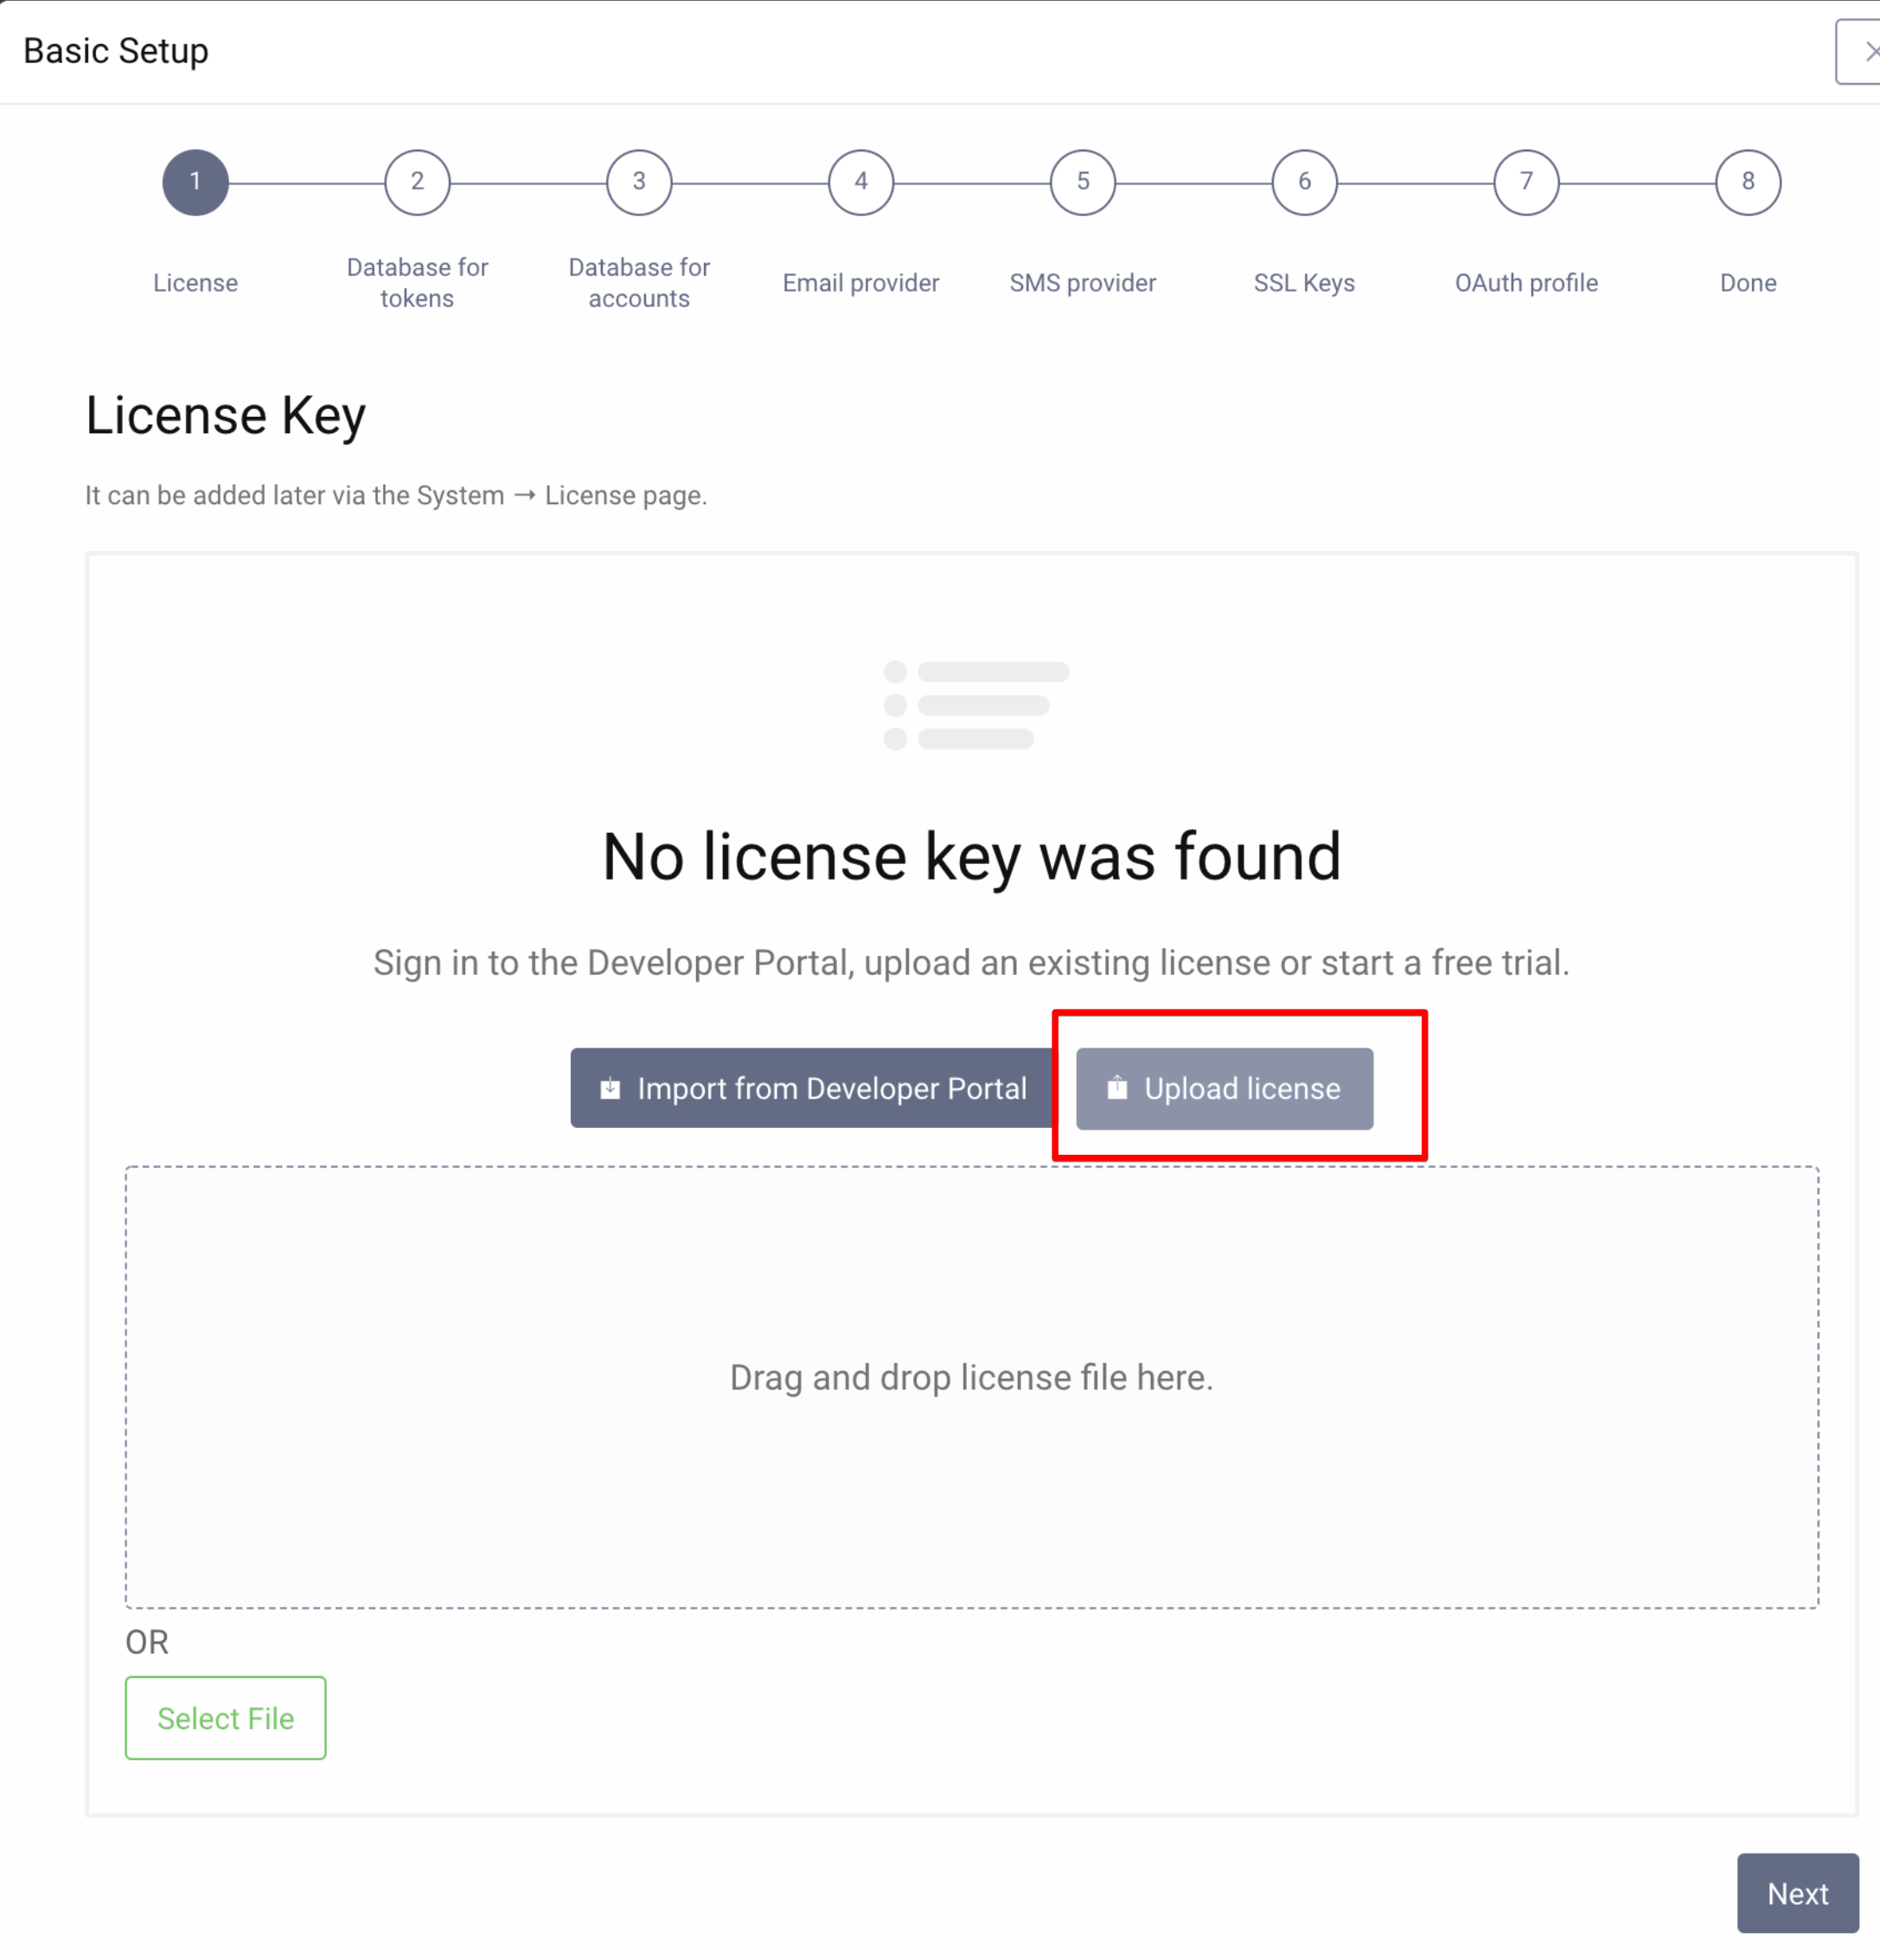 Basic Setup
1
2
3
4
5
6
7
8
License
Database for
tokens
Database for
accounts
Email provider
SMS provider
SSL Keys
OAuth profile
Done
License Key
It can be added later via the System → License page.
No license key was found
Sign in to the Developer Portal, upload an existing license or start a free trial.
Import from Developer Portal
Upload license
Drag and drop license file here.
OR
Select File
Next